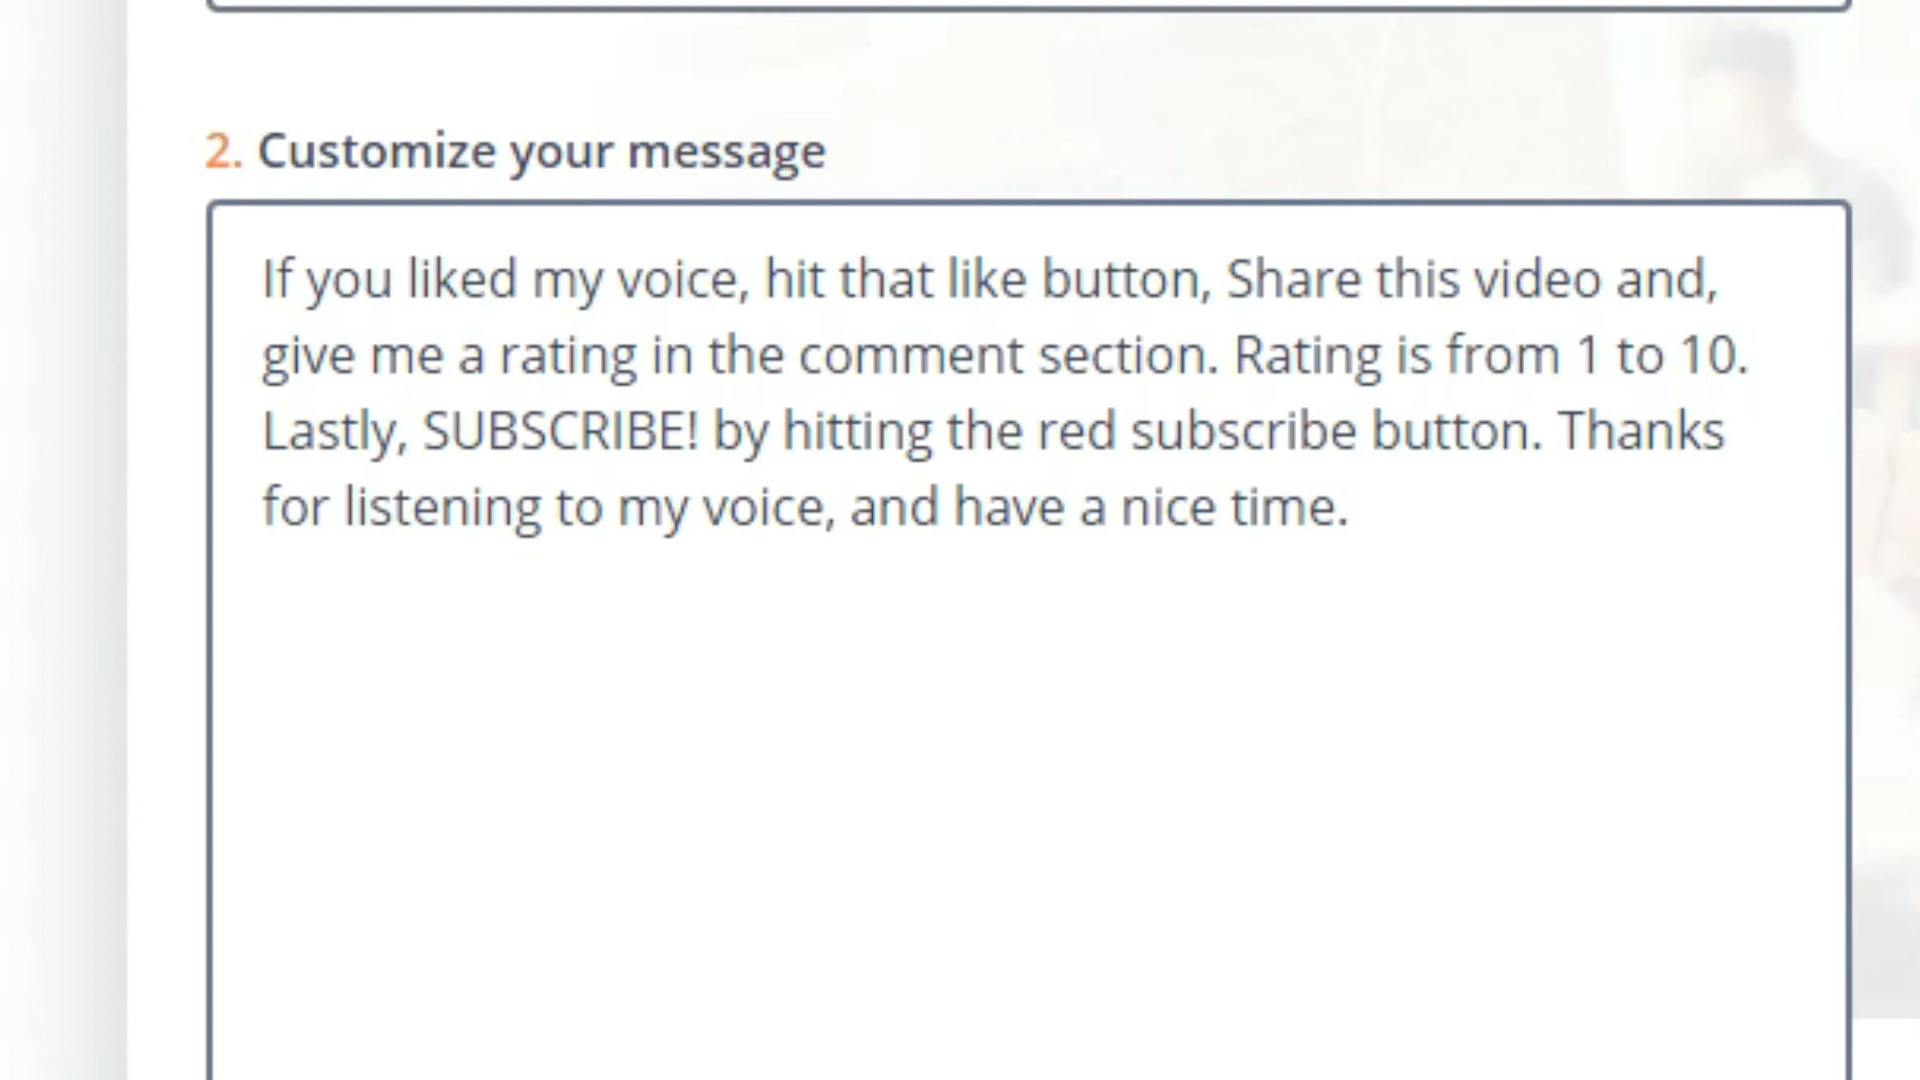 2. Customize your message
If you liked my voice, hit that like button, Share this video and,
give me a rating in the comment section. Rating is from 1 to 10.
Lastly, SUBSCRIBE! by hitting the red subscribe button. Thanks
for listening to my voice, and have a nice time.